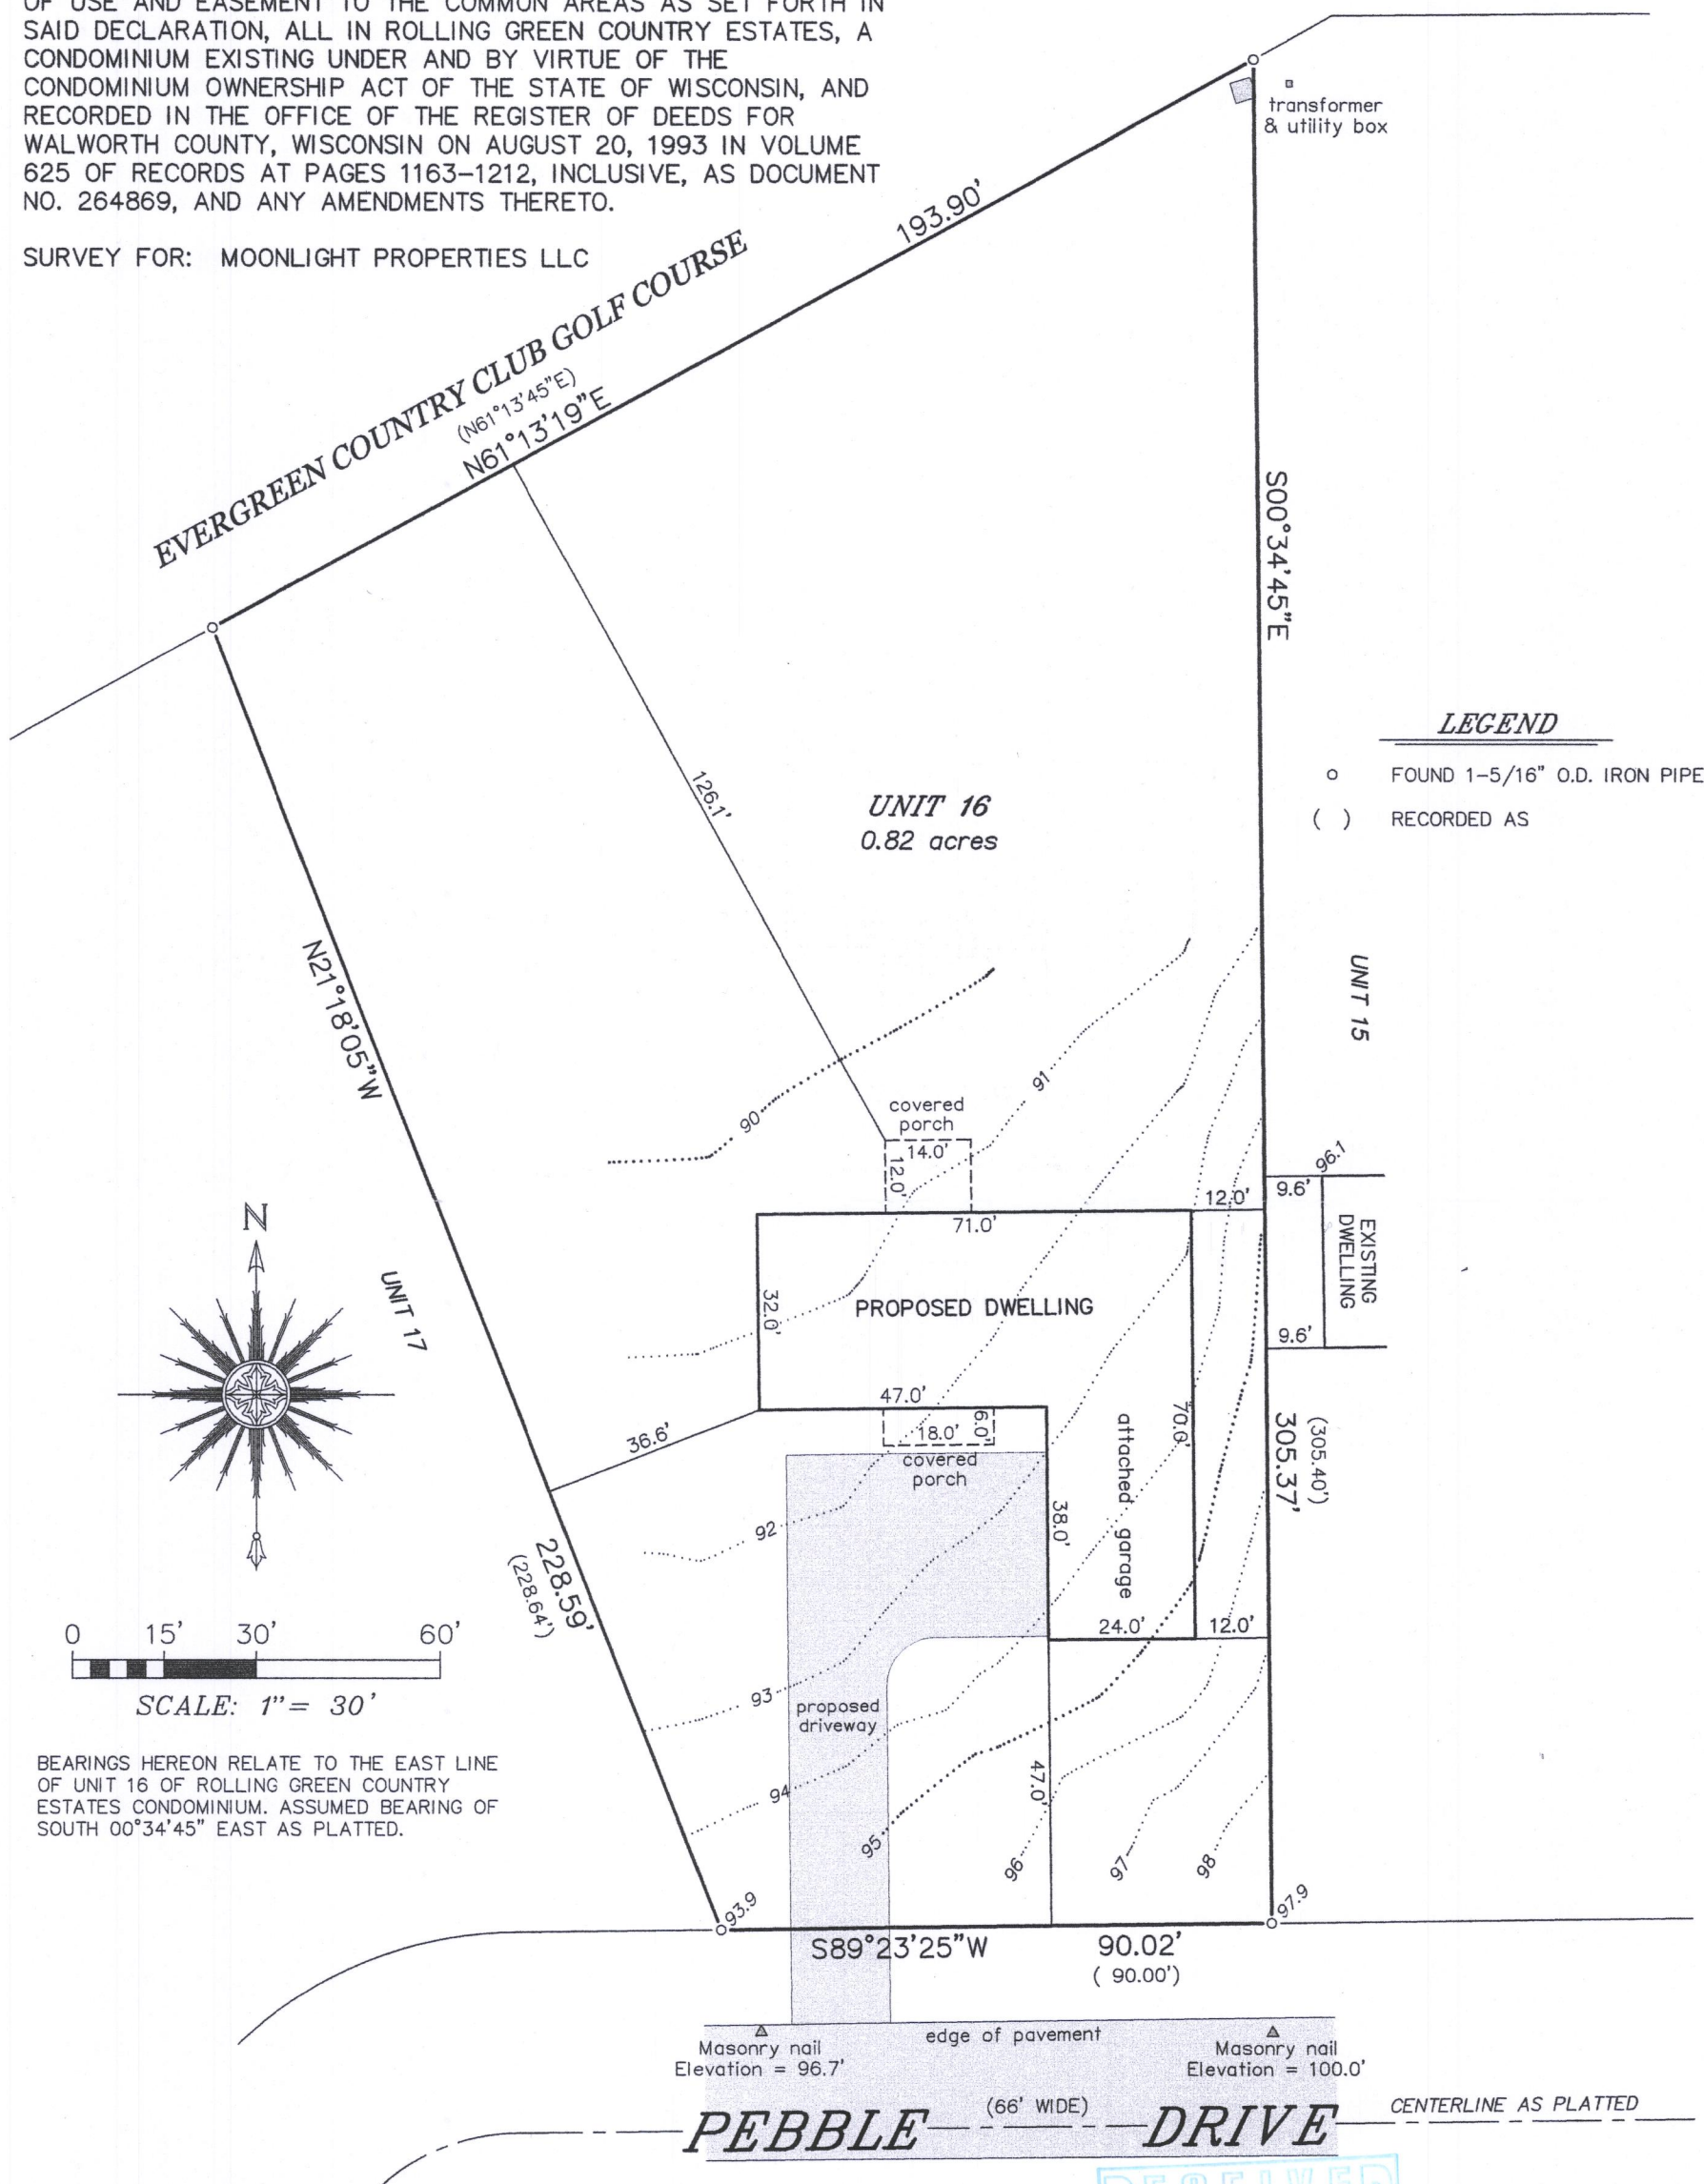 OF USE AND EASEMENT TO THE COMMON AREAS AS SET FORTH IN
SAID DECLARATION, ALL IN ROLLING GREEN COUNTRY ESTATES, A
CONDOMINIUM EXISTING UNDER AND BY VIRTUE OF THE
CONDOMINIUM OWNERSHIP ACT OF THE STATE OF WISCONSIN, AND
RECORDED IN THE OFFICE OF THE REGISTER OF DEEDS FOR
WALWORTH COUNTY, WISCONSIN ON AUGUST 20, 1993 IN VOLUME
625 OF RECORDS AT PAGES 1163-1212, INCLUSIVE, AS DOCUMENT
NO. 264869, AND ANY AMENDMENTS THERETO.
SURVEY FOR: MOONLIGHT PROPERTIES LLC
transformer
& utility box
193.90'
EVERGREEN COUNTRY CLUB GOLF COURSE
(N61°13'45"E)
N61°13'19"E
S00°34'45"E
LEGEND
FOUND 1-5/16" O.D. IRON PIPE
( ) RECORDED AS
126.1'
UNIT 16
0.82 acres
N21°18'05"W
UNIT 15
90
91
covered
porch
14.0'
12.0'
96.1
9.6'
12.0'
71.0'
EXISTING
DWELLING
9.6'
N
UNIT 17
32.0'
PROPOSED DWELLING
47.0'
36.6'
18.0'
6.0'
covered
porch
attached garage
70.0'
305.37'
(305.40')
92
38.0'
228.59'
(228.64')
24.0'
12.0'
0 15' 30' 60'
SCALE: 1"= 30'
93
proposed
driveway
94
47.0'
95
96
97
98
BEARINGS HEREON RELATE TO THE EAST LINE
OF UNIT 16 OF ROLLING GREEN COUNTRY
ESTATES CONDOMINIUM. ASSUMED BEARING OF
SOUTH 00°34'45" EAST AS PLATTED.
93.9
97.9
S89°23'25"W 90.02'
( 90.00')
edge of pavement
Masonry nail
Elevation = 96.7'
Masonry nail
Elevation = 100.0'
PEBBLE (66' WIDE) DRIVE
CENTERLINE AS PLATTED
RECEIVED